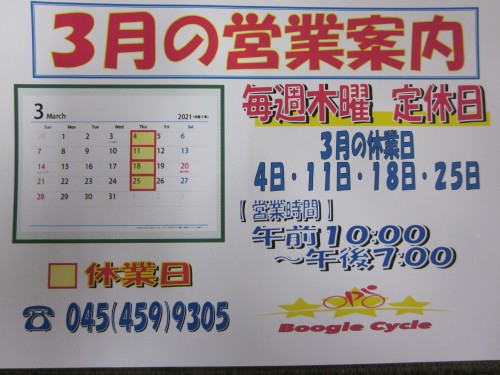 3月の営業案内
3 March
2021 (令和3年)
Sun Mon Tue Wed Thu Fri Sat
1 2 3 4 5 6
7 8 9 10 11 12 13
14 15 16 17 18 19 20
21 22 23 24 25 26 27
28 29 30 31
毎週木曜 定休日
3月の休業日
4日・11日・18日・25日
【 営業時間 】
午前10:00
～午後7:00
休業日
☎ 045(459)9305
Boogie Cycle